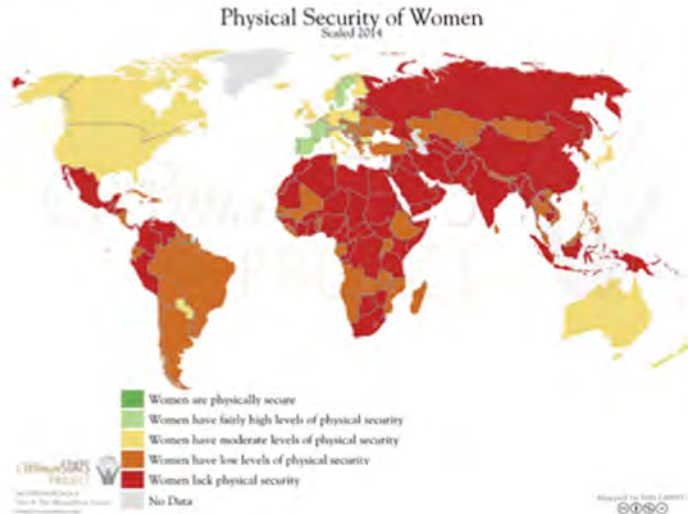 Physical Security of Women
Scaled 2014
Women are physically secure
Women have fairly high levels of physical security
Women have moderate levels of physical security
Women have low levels of physical security
Women lack physical security
No Data
WomanSTATS
PROJECT